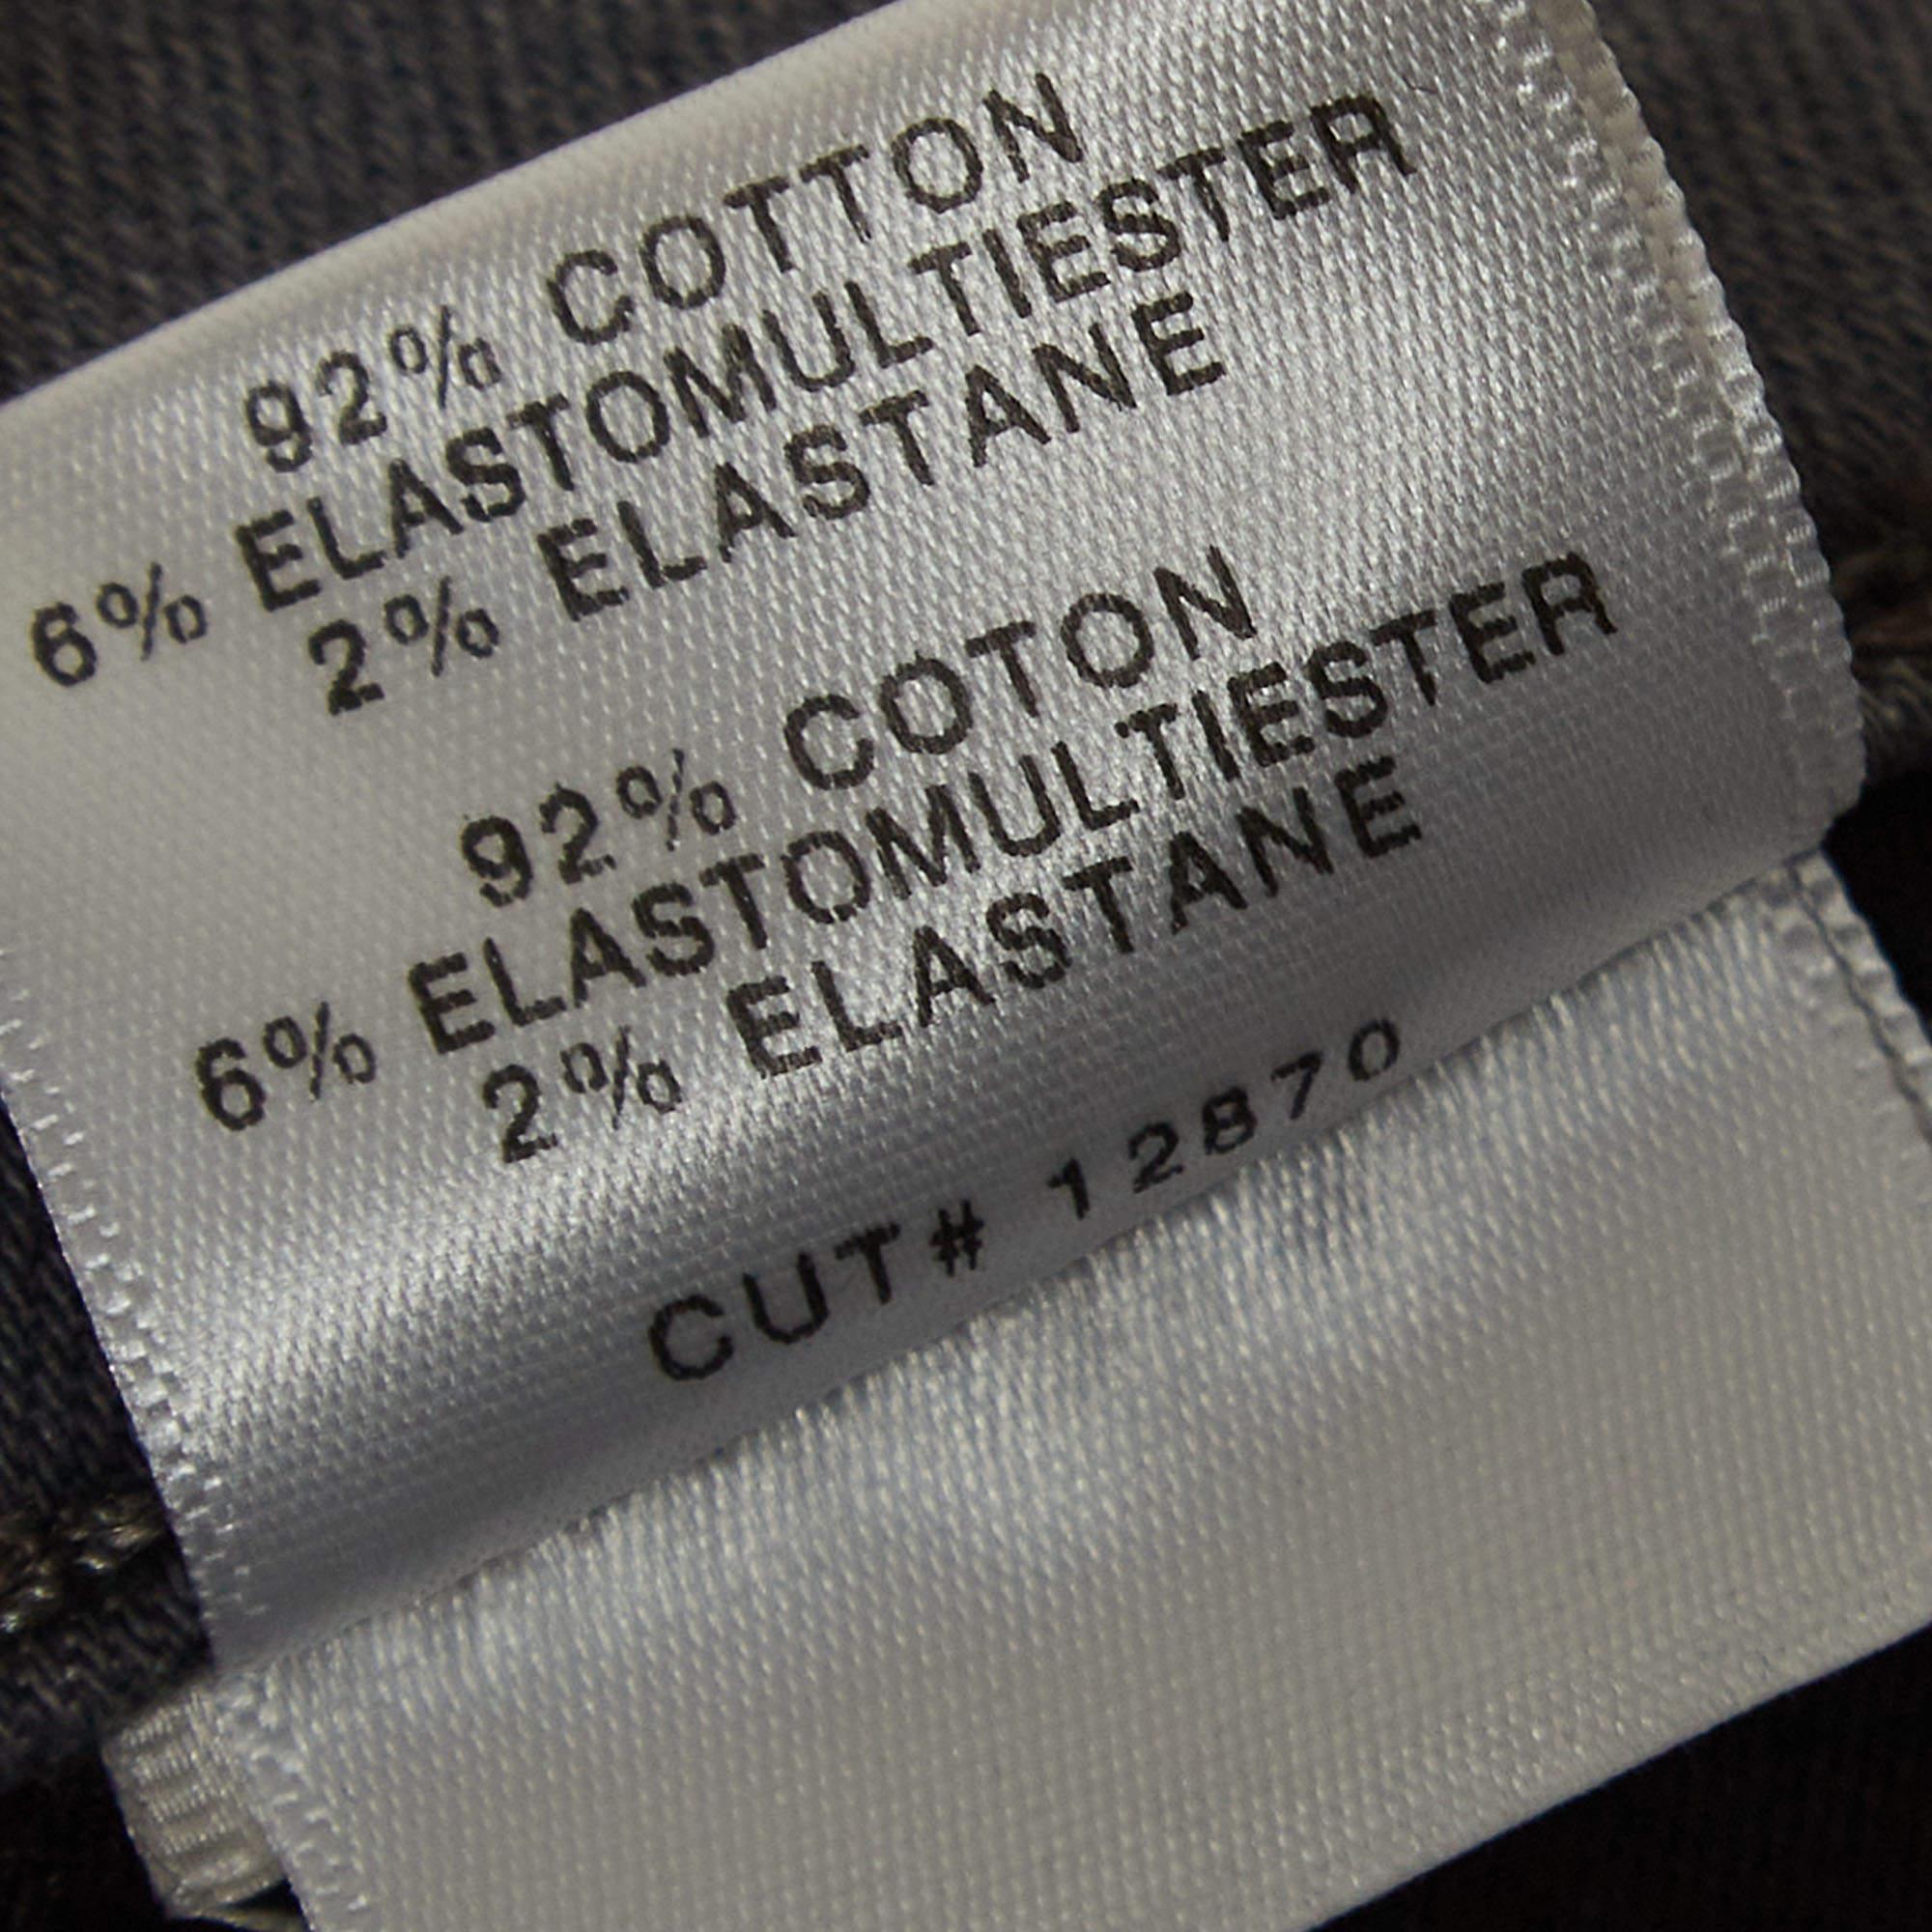 92% COTTON
6% ELASTOMULTIESTER
2% ELASTANE
92% COTON
6% ELASTOMULTIESTER
2% ELASTANE
CUT# 12870